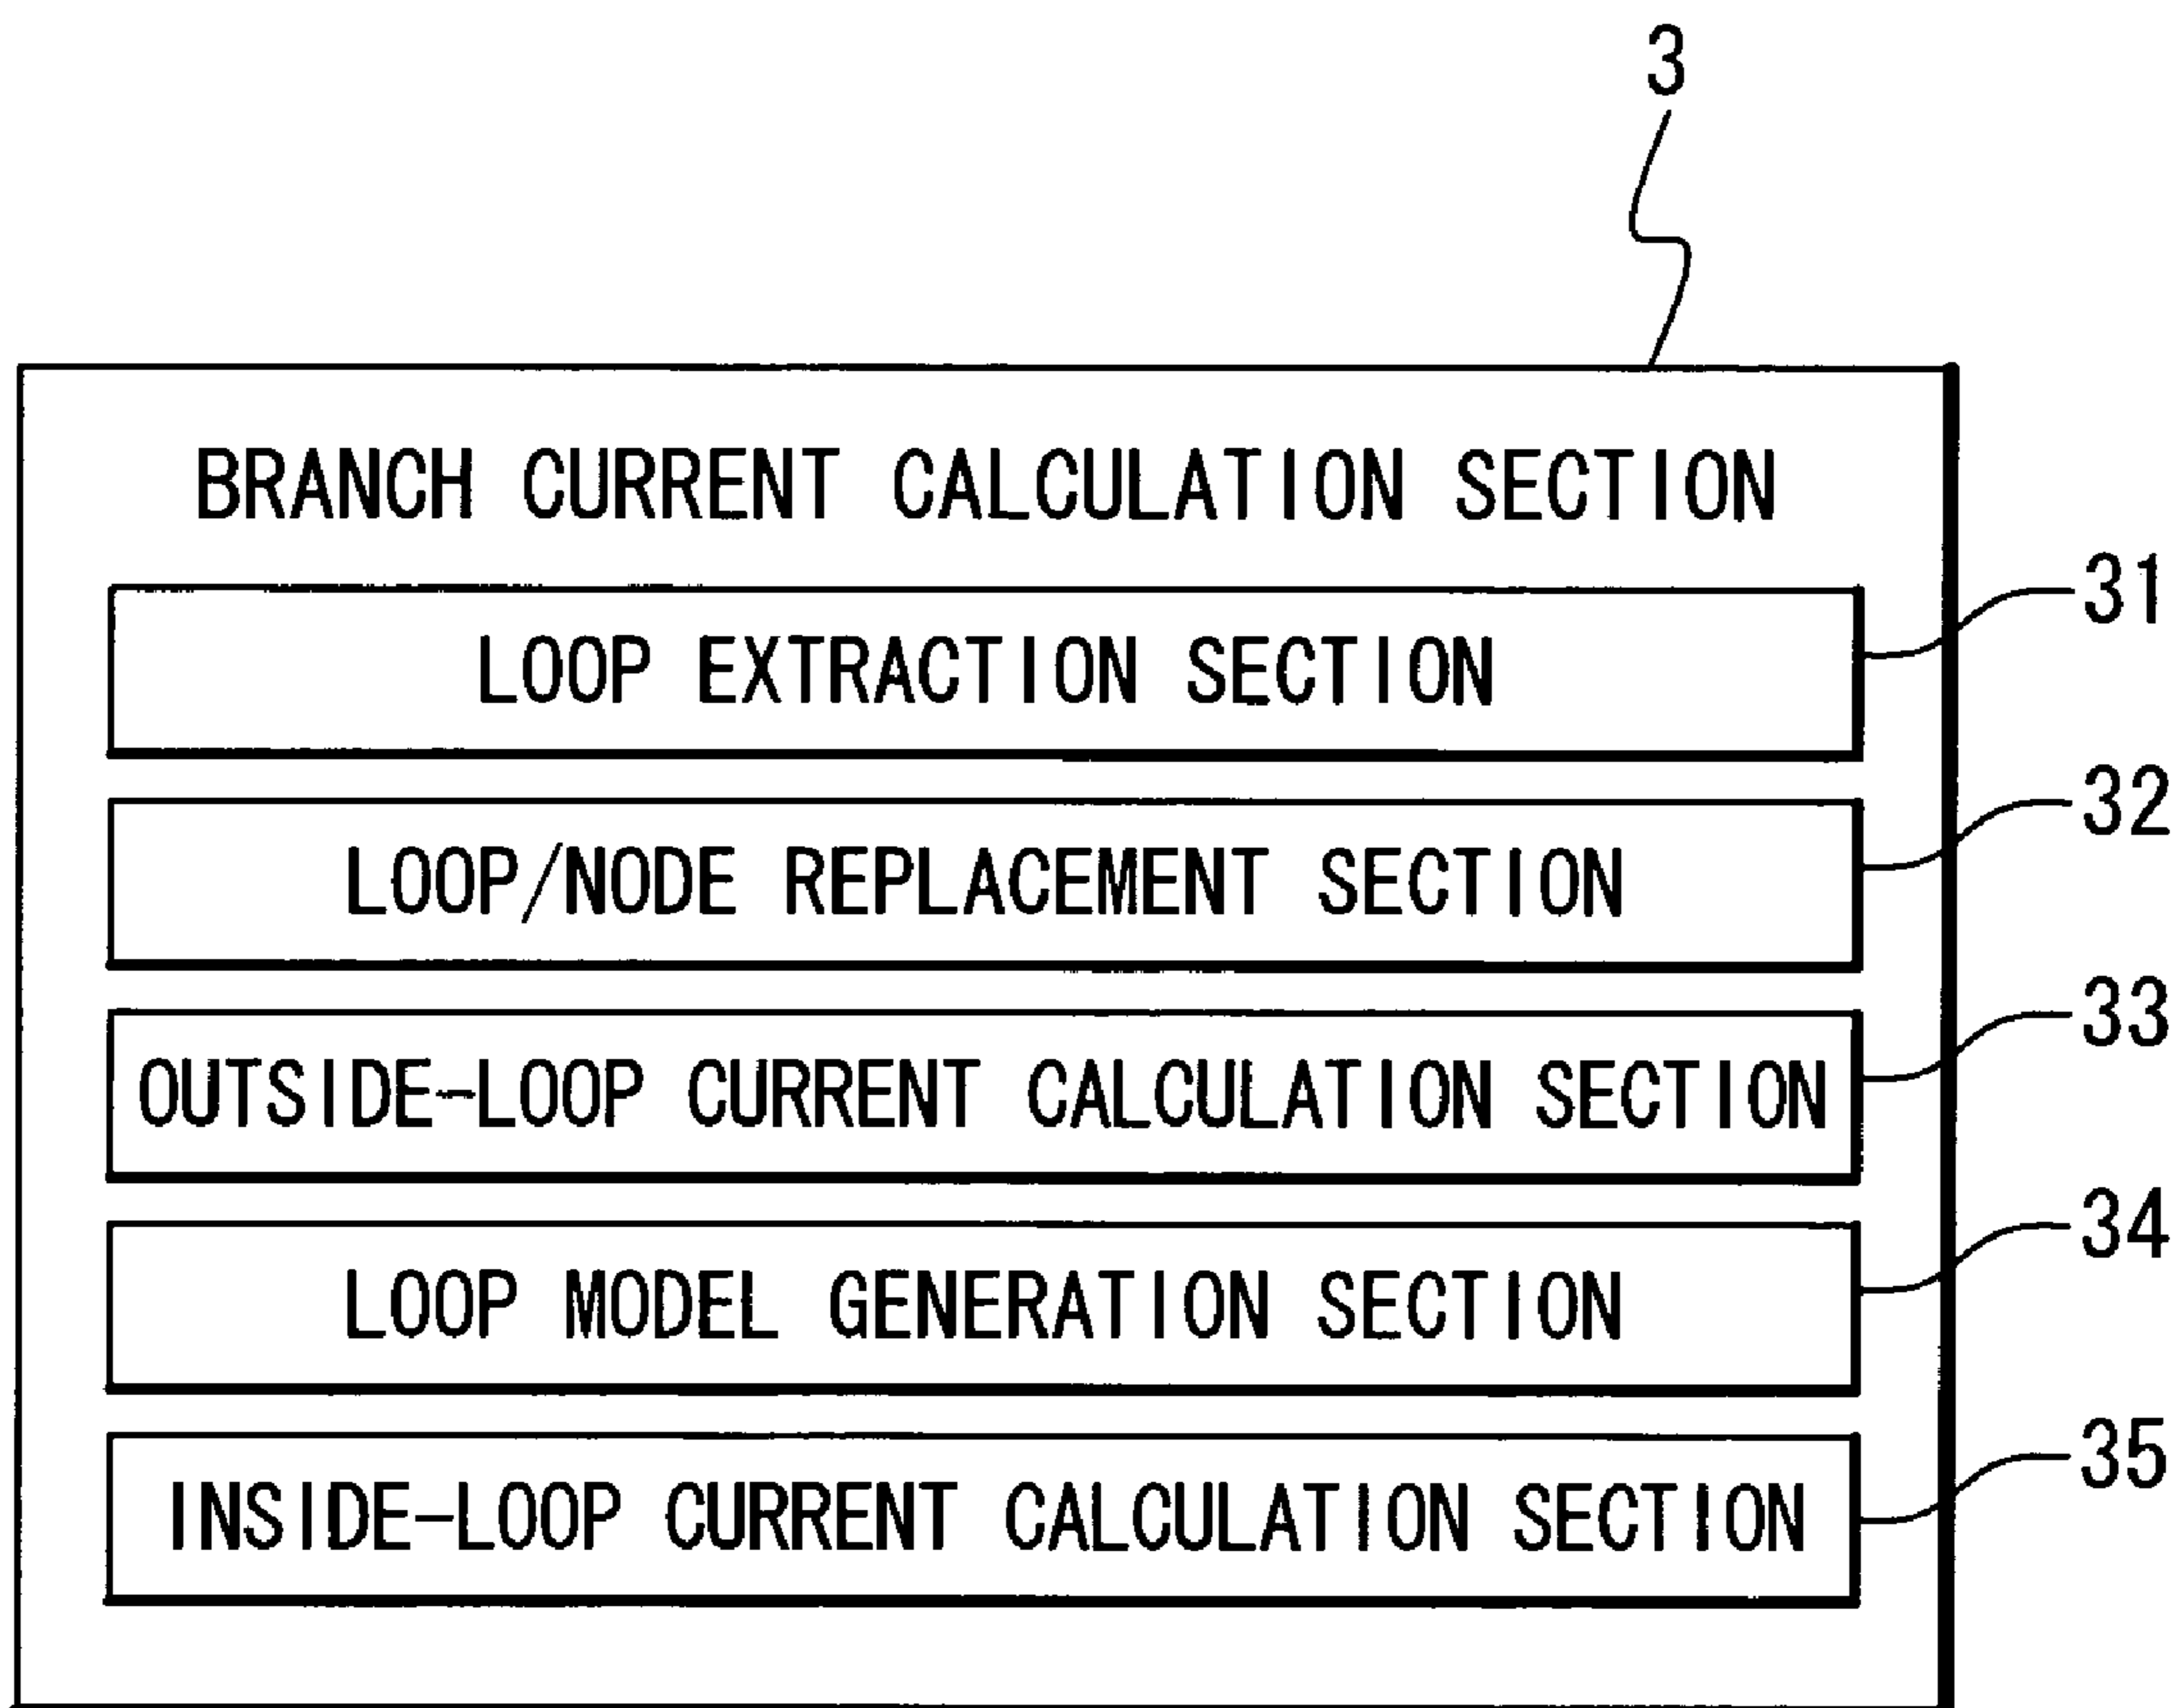 3
BRANCH CURRENT CALCULATION SECTION
31
LOOP EXTRACTION SECTION
32
LOOP/NODE REPLACEMENT SECTION
33
OUTSIDE-LOOP CURRENT CALCULATION SECTION
34
LOOP MODEL GENERATION SECTION
35
INSIDE-LOOP CURRENT CALCULATION SECTION